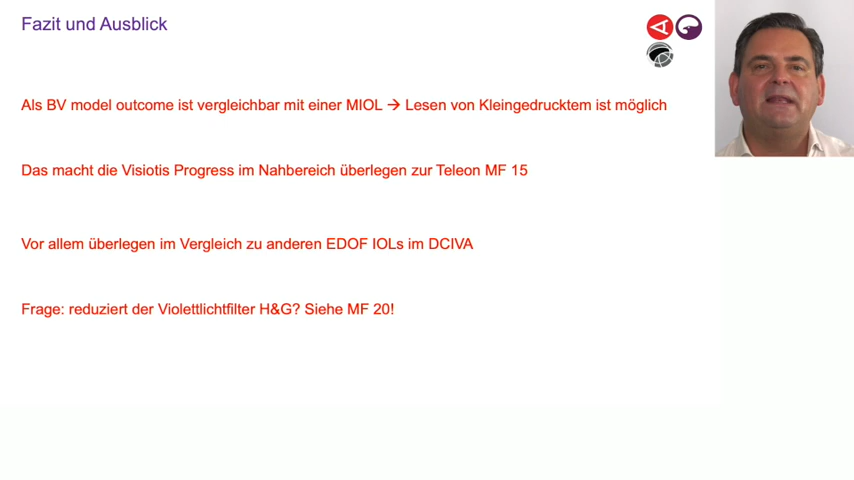 Fazit und Ausblick
Als BV model outcome ist vergleichbar mit einer MIOL → Lesen von Kleingedrucktem ist möglich
Das macht die Visiotis Progress im Nahbereich überlegen zur Teleon MF 15
Vor allem überlegen im Vergleich zu anderen EDOF IOLs im DCIVA
Frage: reduziert der Violettlichtfilter H&G? Siehe MF 20!